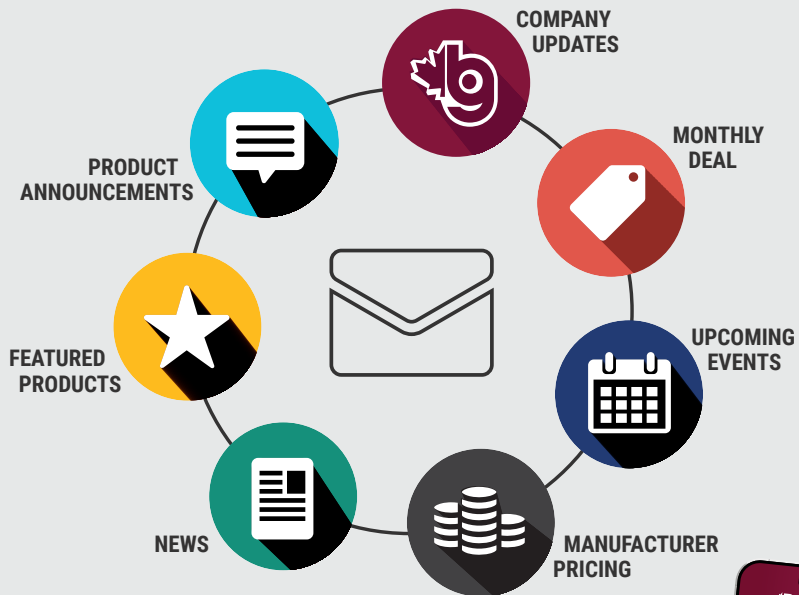 COMPANY
UPDATES
MONTHLY
DEAL
UPCOMING
EVENTS
MANUFACTURER
PRICING
NEWS
FEATURED
PRODUCTS
PRODUCT
ANNOUNCEMENTS